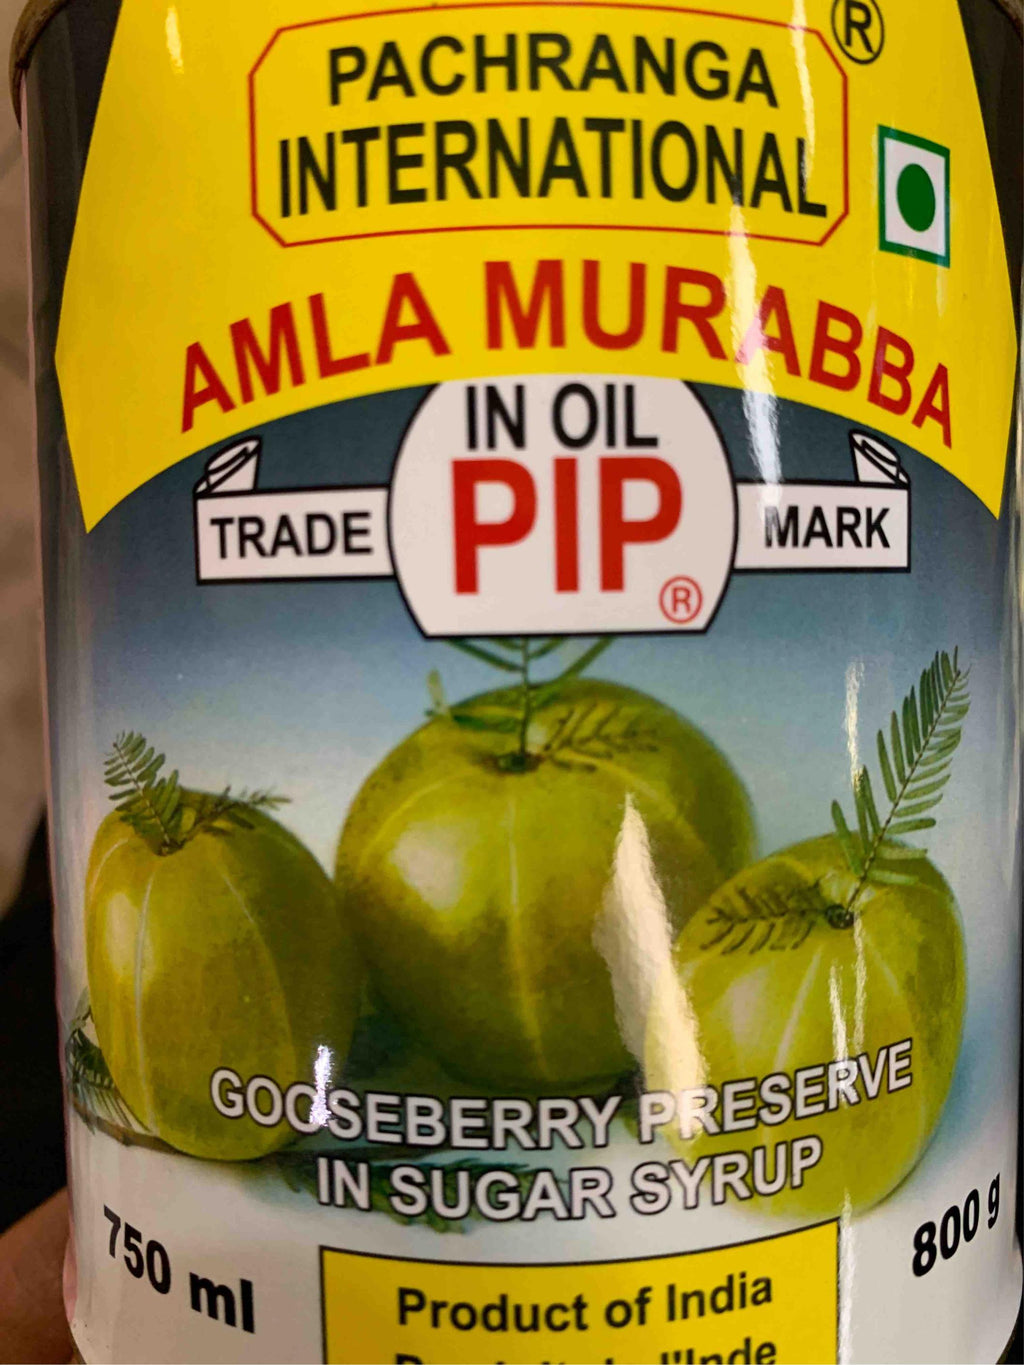 PACHRANGA ®
INTERNATIONAL
AMLA MURABBA
IN OIL
TRADE PIP® MARK
GOOSEBERRY PRESERVE
IN SUGAR SYRUP
750 ml
800 g
Product of India
l'Inde